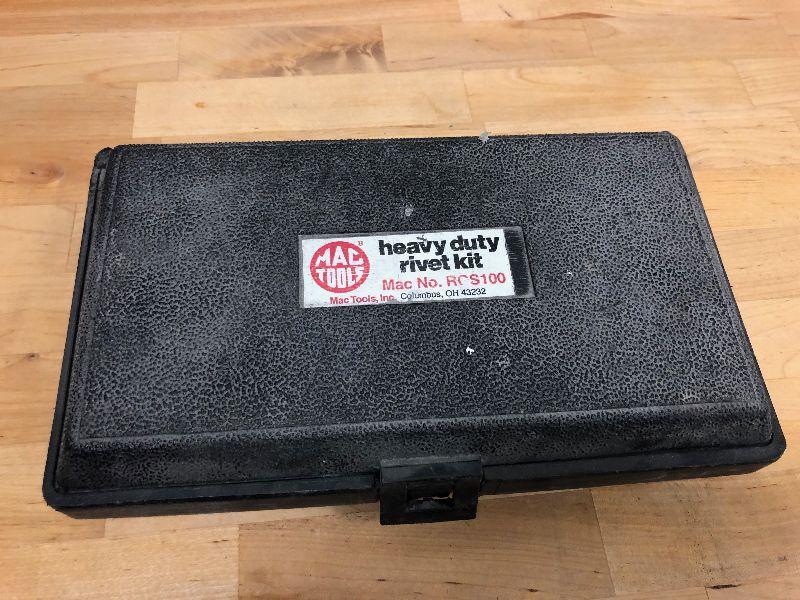 MAC
TOOLS
®
heavy duty
rivet kit
Mac No. RCS100
Mac Tools, Inc. Columbus, OH 43232